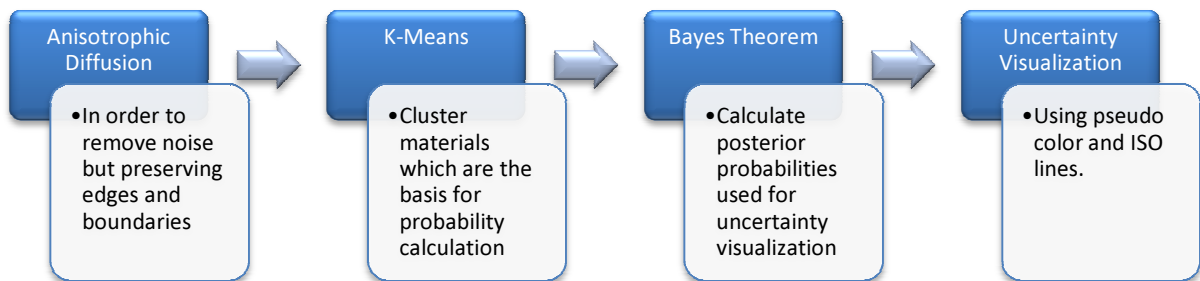 Anisotrophic
Diffusion
•In order to
remove noise
but preserving
edges and
boundaries
K-Means
•Cluster
materials
which are the
basis for
probability
calculation
Bayes Theorem
•Calculate
posterior
probabilities
used for
uncertainty
visualization
Uncertainty
Visualization
•Using pseudo
color and ISO
lines.